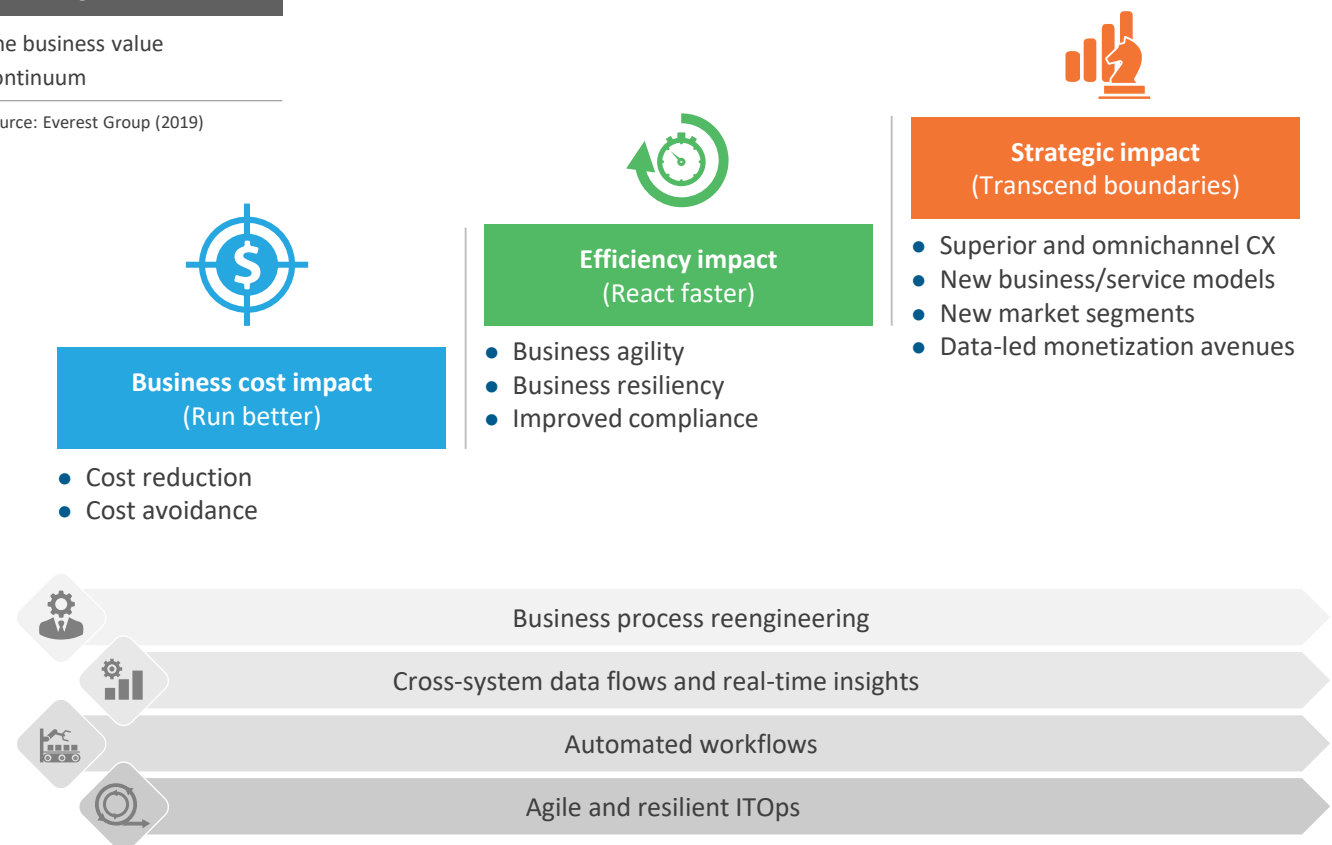 business value
Everest Group (2019)
Strategic impact
(Transcend boundaries)
Superior and omnichannel CX
New business/service models
New market segments
Data-led monetization avenues
Efficiency impact
(React faster)
Business agility
Business resiliency
Improved compliance
$
Business cost impact
(Run better)
Cost reduction
Cost avoidance
Business process reengineering
Cross-system data flows and real-time insights
Automated workflows
Agile and resilient ITOps